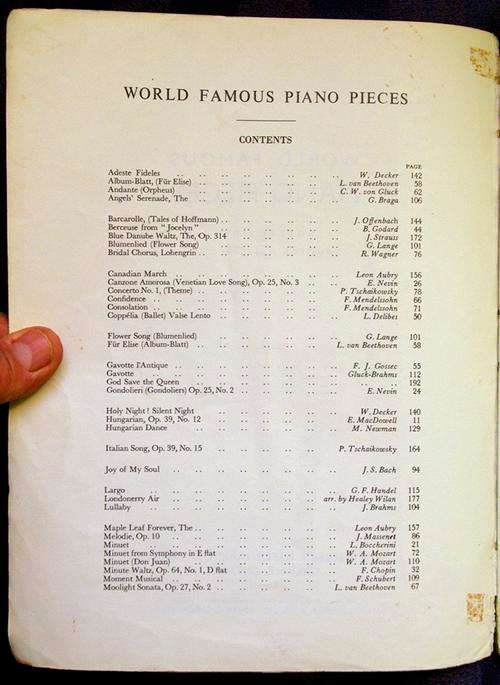 WORLD FAMOUS PIANO PIECES
CONTENTS
PAGE
Adeste Fideles .. .. .. .. .. .. W. Decker 142
Album-Blatt, (Für Elise) .. .. .. .. .. L. van Beethoven 58
Andante (Orpheus) .. .. .. .. .. C. W. von Gluck 62
Angels' Serenade, The .. .. .. .. .. G. Braga 106
Barcarolle, (Tales of Hoffmann) .. .. .. .. .. J. Offenbach 144
Berceuse from "Jocelyn" .. .. .. .. .. B. Godard 44
Blue Danube Waltz, The, Op. 314 .. .. .. .. J. Strauss 172
Blumenlied (Flower Song) .. .. .. .. .. G. Lange 101
Bridal Chorus, Lohengrin .. .. .. .. .. .. R. Wagner 76
Canadian March .. .. .. .. .. .. Leon Aubry 156
Canzone Amorosa (Venetian Love Song), Op. 25, No. 3 .. .. E. Nevin 26
Concerto No. 1, (Theme) .. .. .. .. .. P. Tschaikowsky 78
Confidence .. .. .. .. .. .. F. Mendelssohn 66
Consolation .. .. .. .. .. .. F. Mendelssohn 71
Coppélia (Ballet) Valse Lento .. .. .. .. L. Delibes 50
Flower Song (Blumenlied) .. .. .. .. .. G. Lange 101
Für Elise (Album-Blatt) .. .. .. .. .. L. van Beethoven 58
Gavotte l'Antique .. .. .. .. .. .. F. J. Gossec 55
Gavotte .. .. .. .. .. .. Gluck-Brahms 112
God Save the Queen .. .. .. .. .. .. 192
Gondolieri (Gondoliers) Op. 25, No. 2 .. .. .. .. E. Nevin 24
Holy Night! Silent Night .. .. .. .. .. W. Decker 140
Hungarian, Op. 39, No. 12 .. .. .. .. .. E. MacDowell 11
Hungarian Dance .. .. .. .. .. M. Newman 129
Italian Song, Op. 39, No. 15 .. .. .. .. P. Tschaikowsky 164
Joy of My Soul .. .. .. .. .. .. J. S. Bach 94
Largo .. .. .. .. .. .. G. F. Handel 115
Londonerry Air .. .. .. .. .. arr. by Healey Wilan 177
Lullaby .. .. .. .. .. .. J. Brahms 104
Maple Leaf Forever, The .. .. .. .. .. .. Leon Aubry 157
Melodie, Op. 10 .. .. .. .. .. .. J. Massenet 86
Minuet .. .. .. .. .. .. L. Boccherini 21
Minuet from Symphony in E flat .. .. .. .. W. A. Mozart 72
Minuet (Don Juan) .. .. .. .. .. W. A. Mozart 110
Minute Waltz, Op. 64, No. 1, D flat .. .. .. .. F. Chopin 32
Moment Musical .. .. .. .. .. .. F. Schubert 109
Moolight Sonata, Op. 27, No. 2 .. .. .. .. .. L. van Beethoven 67